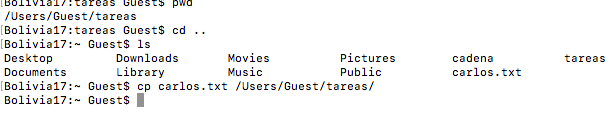 [Bolivia17:tareas Guest$ pwd
/Users/Guest/tareas
[Bolivia17:tareas Guest$ cd ..
[Bolivia17:~ Guest$ ls
Desktop Downloads Movies Pictures cadena tareas
Documents Library Music Public carlos.txt
[Bolivia17:~ Guest$ cp carlos.txt /Users/Guest/tareas/
Bolivia17:~ Guest$